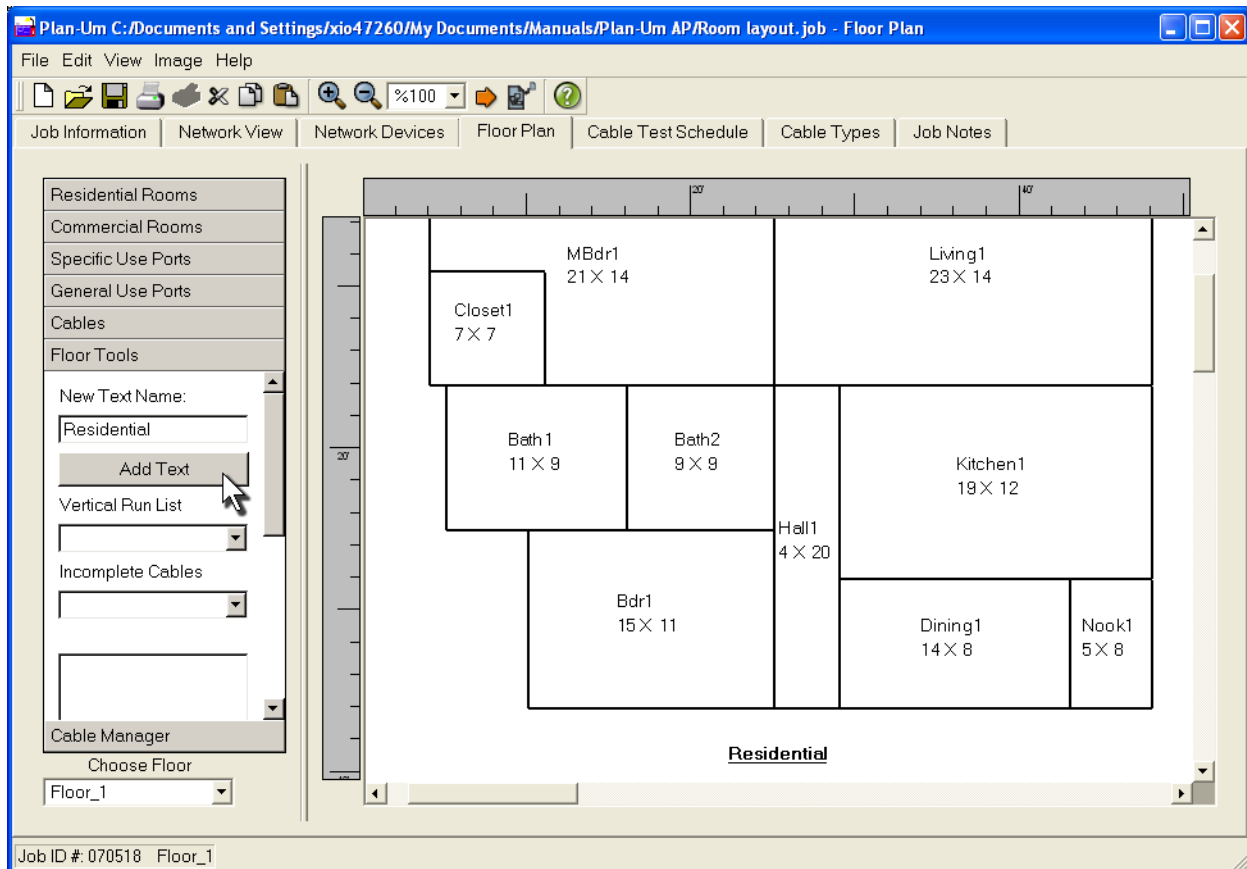 Plan-Um C:/Documents and Settings/xio47260/My Documents/Manuals/Plan-Um AP/Room layout.job - Floor Plan
File Edit View Image Help
%100
Job Information Network View Network Devices Floor Plan Cable Test Schedule Cable Types Job Notes
Residential Rooms
Commercial Rooms
Specific Use Ports
General Use Ports
Cables
Floor Tools
New Text Name:
Residential
Add Text
Vertical Run List
Incomplete Cables
Cable Manager
Choose Floor
Floor_1
20'
40'
20'
MBdr1
21 X 14
Living1
23 X 14
Closet1
7 X 7
Bath1
11 X 9
Bath2
9 X 9
Kitchen1
19 X 12
Hall1
4 X 20
Bdr1
15 X 11
Dining1
14 X 8
Nook1
5 X 8
Residential
Job ID #: 070518 Floor_1